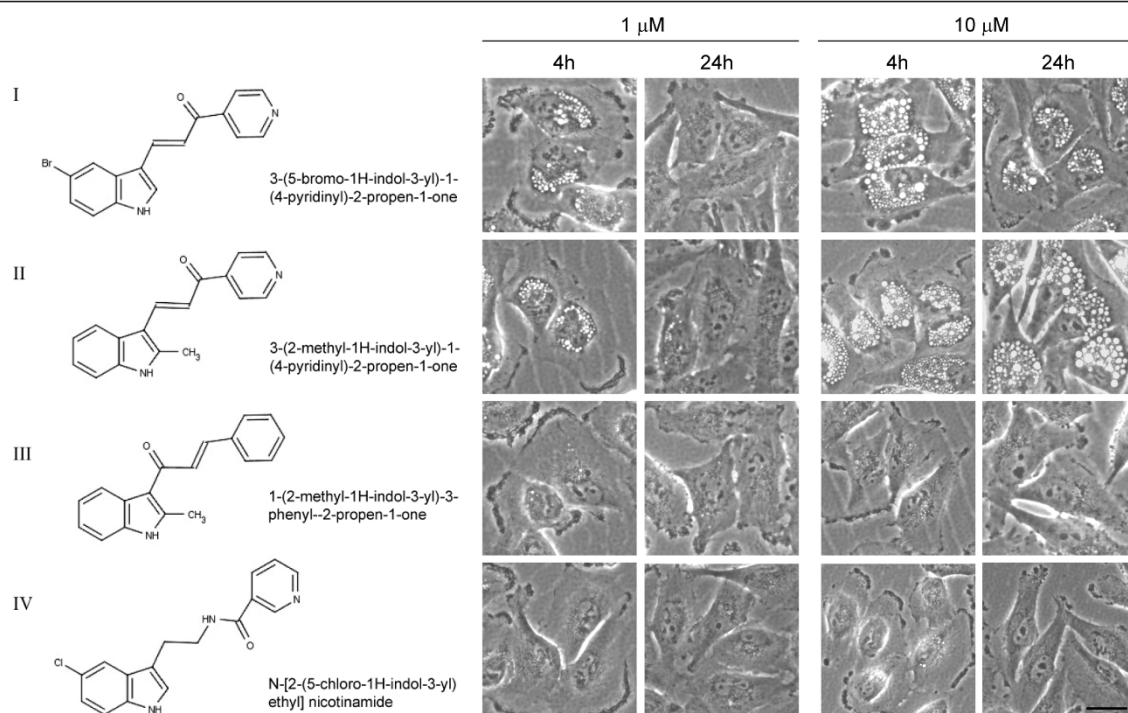 1 μM
10 μM
4h
24h
4h
24h
I
O
N
Br
NH
3-(5-bromo-1H-indol-3-yl)-1-
(4-pyridinyl)-2-propen-1-one
II
O
N
CH3
NH
3-(2-methyl-1H-indol-3-yl)-1-
(4-pyridinyl)-2-propen-1-one
III
O
CH3
NH
1-(2-methyl-1H-indol-3-yl)-3-
phenyl--2-propen-1-one
IV
N
HN
O
Cl
NH
N-[2-(5-chloro-1H-indol-3-yl)
ethyl] nicotinamide